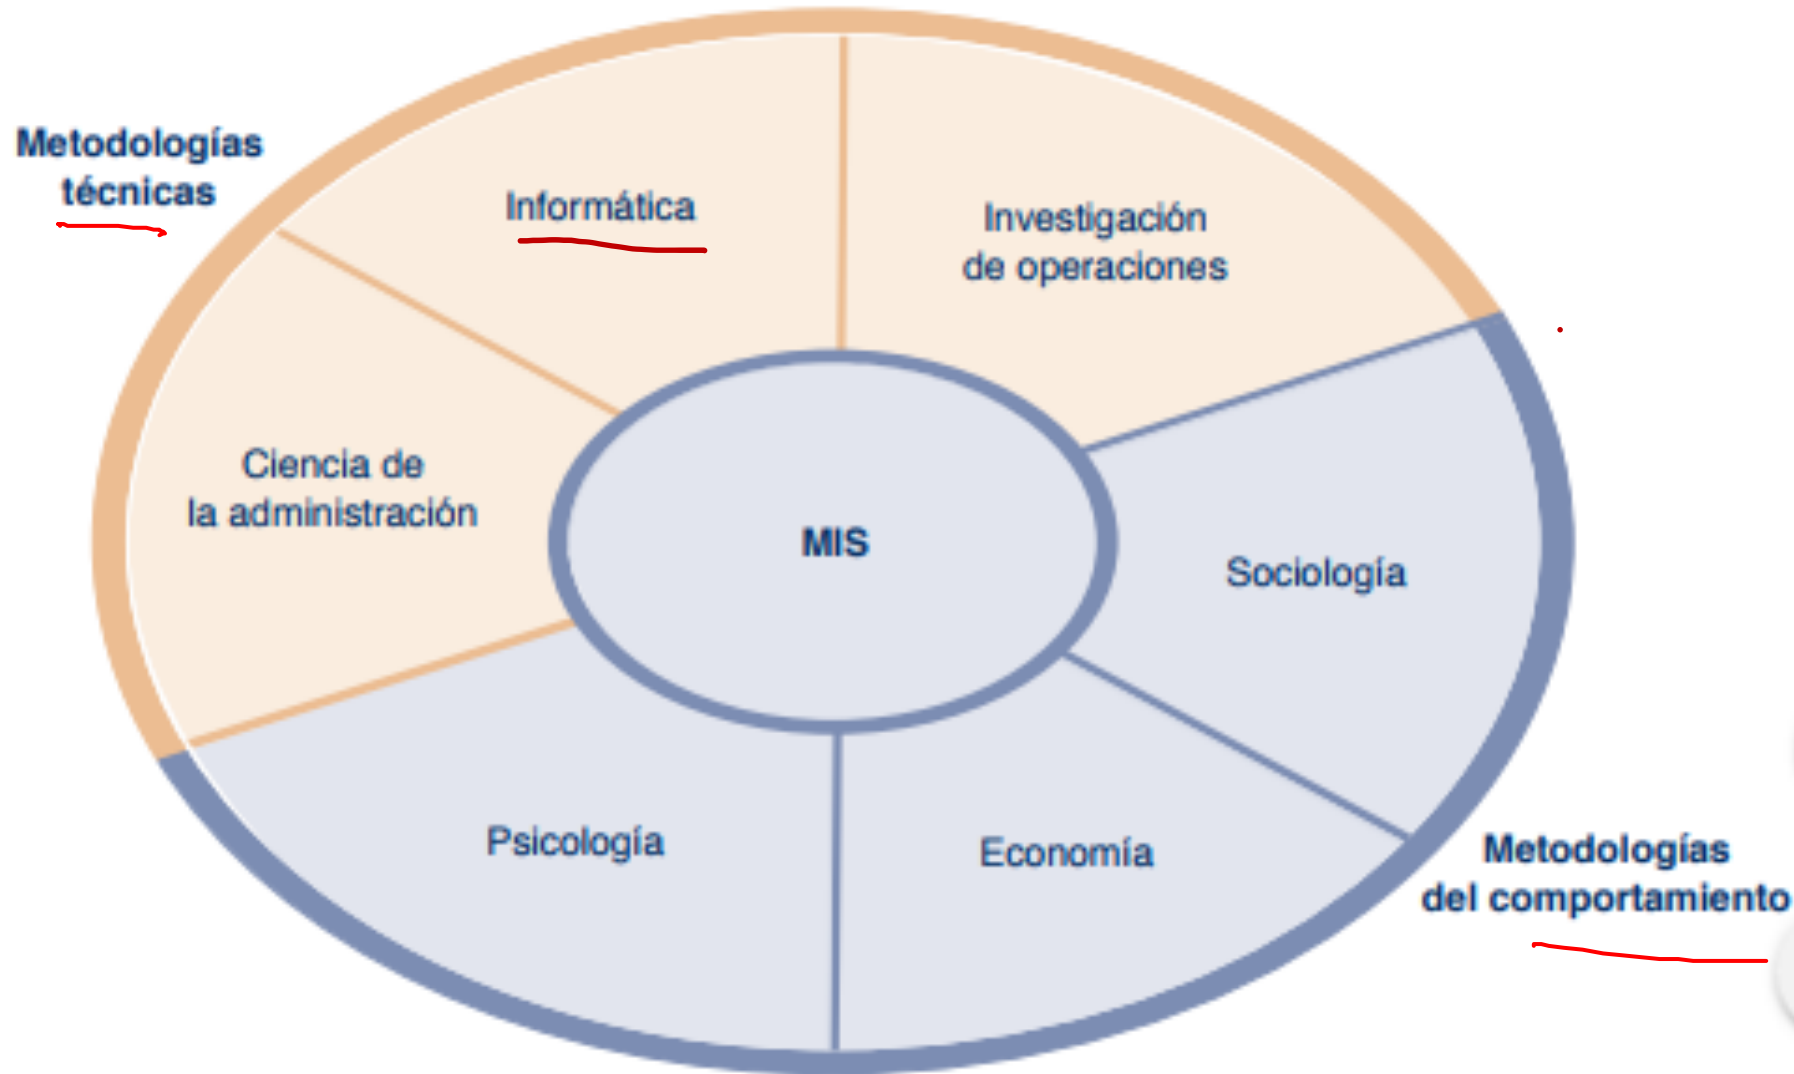 Metodologías
técnicas
Informática
Investigación
de operaciones
Ciencia de
la administración
MIS
Sociología
Psicología
Economía
Metodologías
del comportamiento